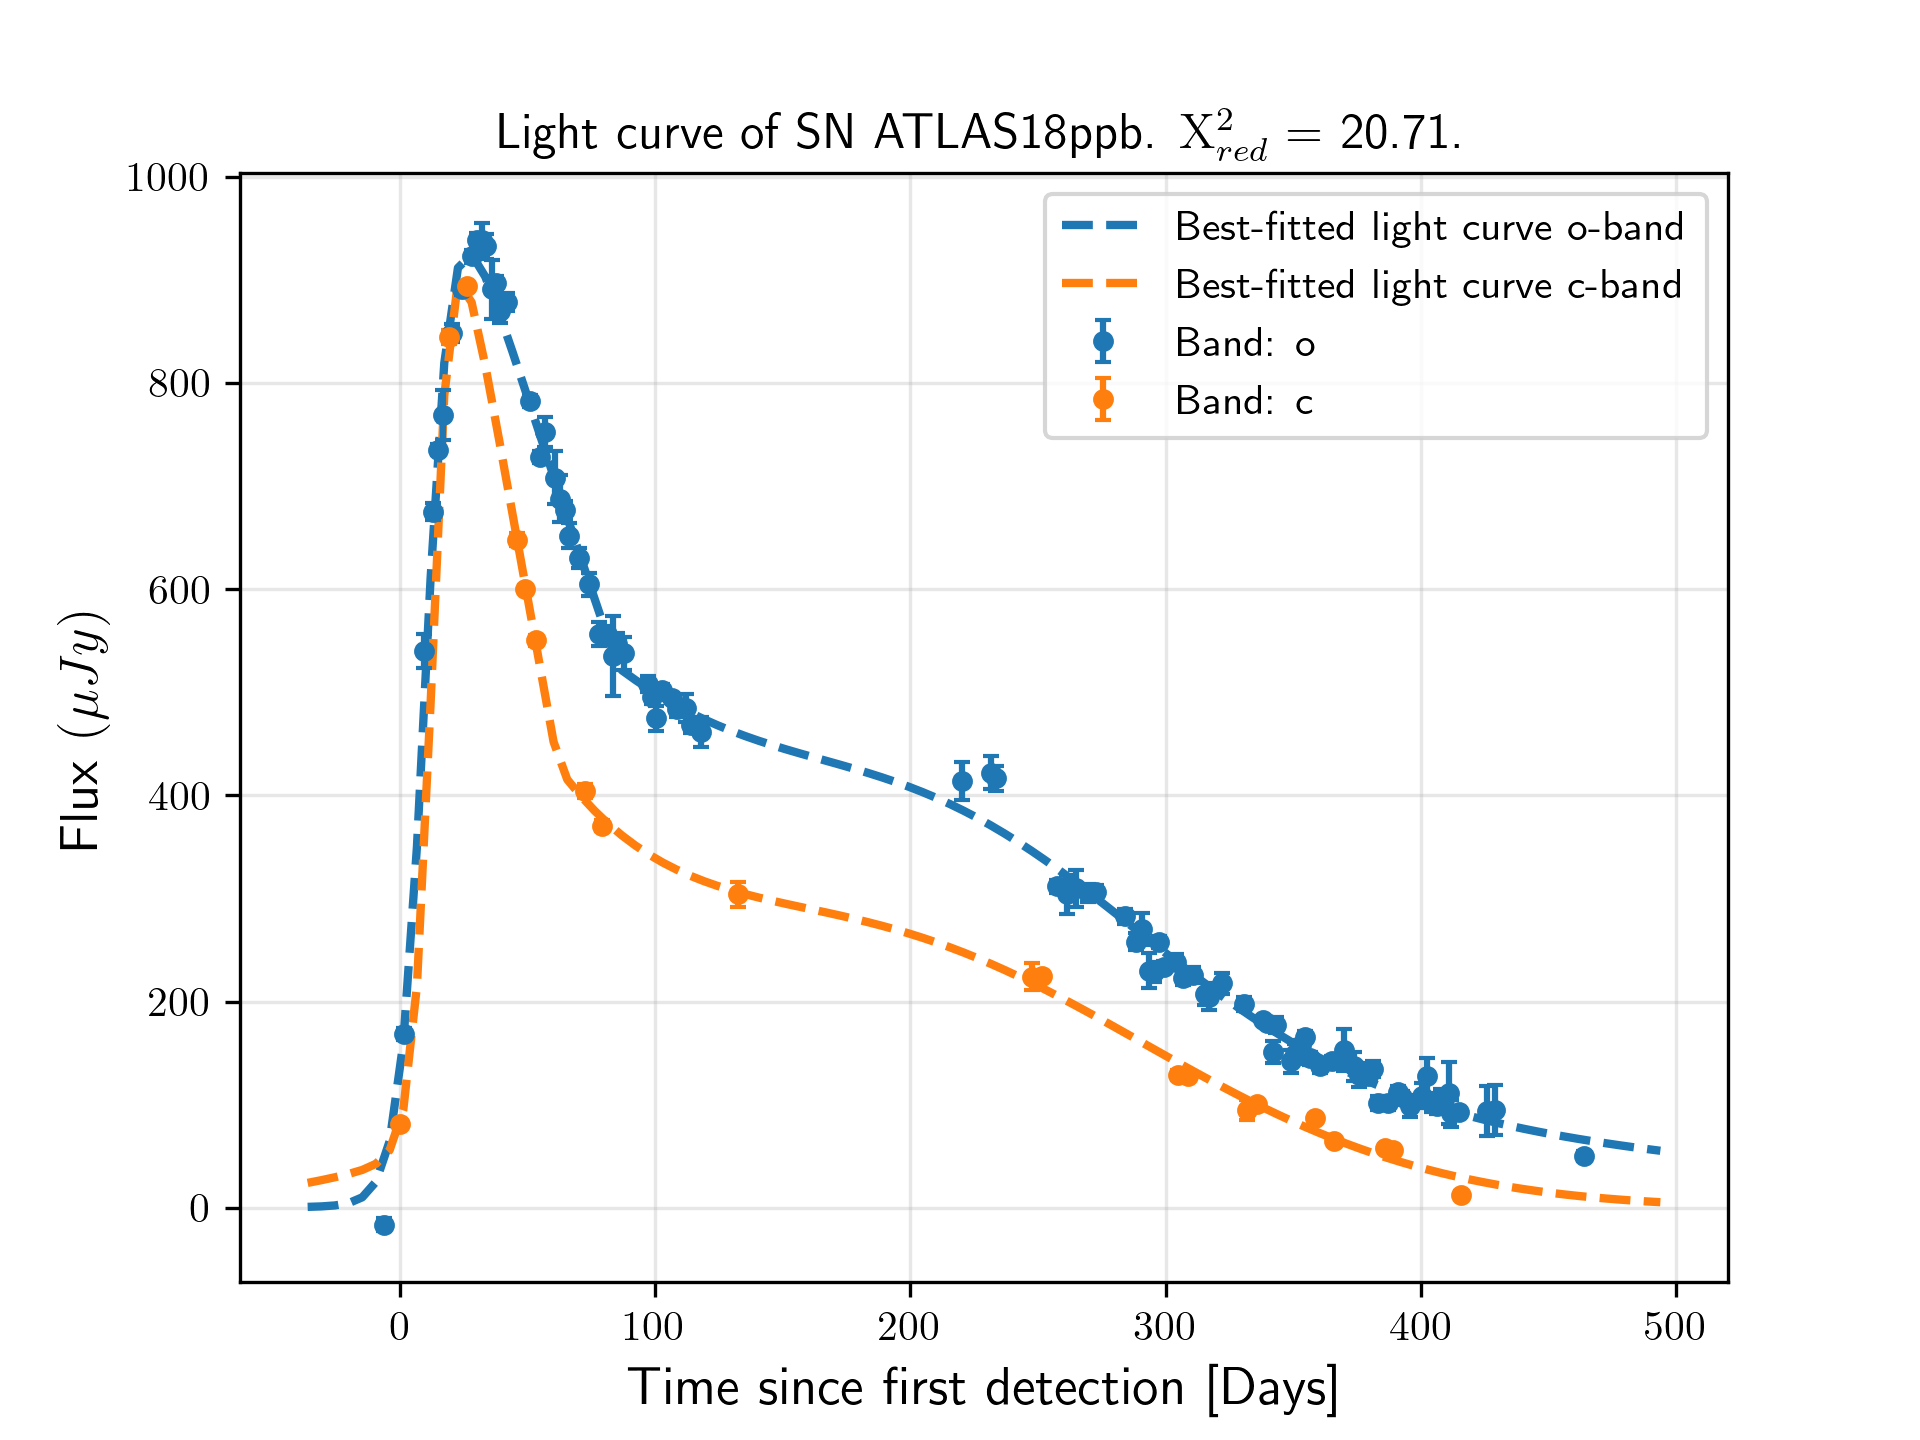 Light curve of SN ATLAS18ppb. X²_red = 20.71.
1000
800
600
400
200
0
Flux (μJy)
Best-fitted light curve o-band
Best-fitted light curve c-band
Band: o
Band: c
0 100 200 300 400 500
Time since first detection [Days]